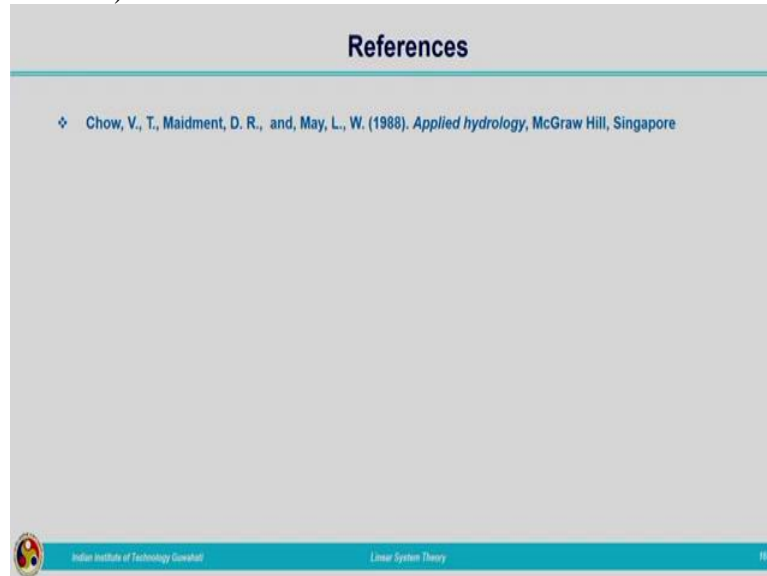 References
❖ Chow, V., T., Maidment, D. R., and, May, L., W. (1988). Applied hydrology, McGraw Hill, Singapore
Indian Institute of Technology Guwahati
Linear System Theory